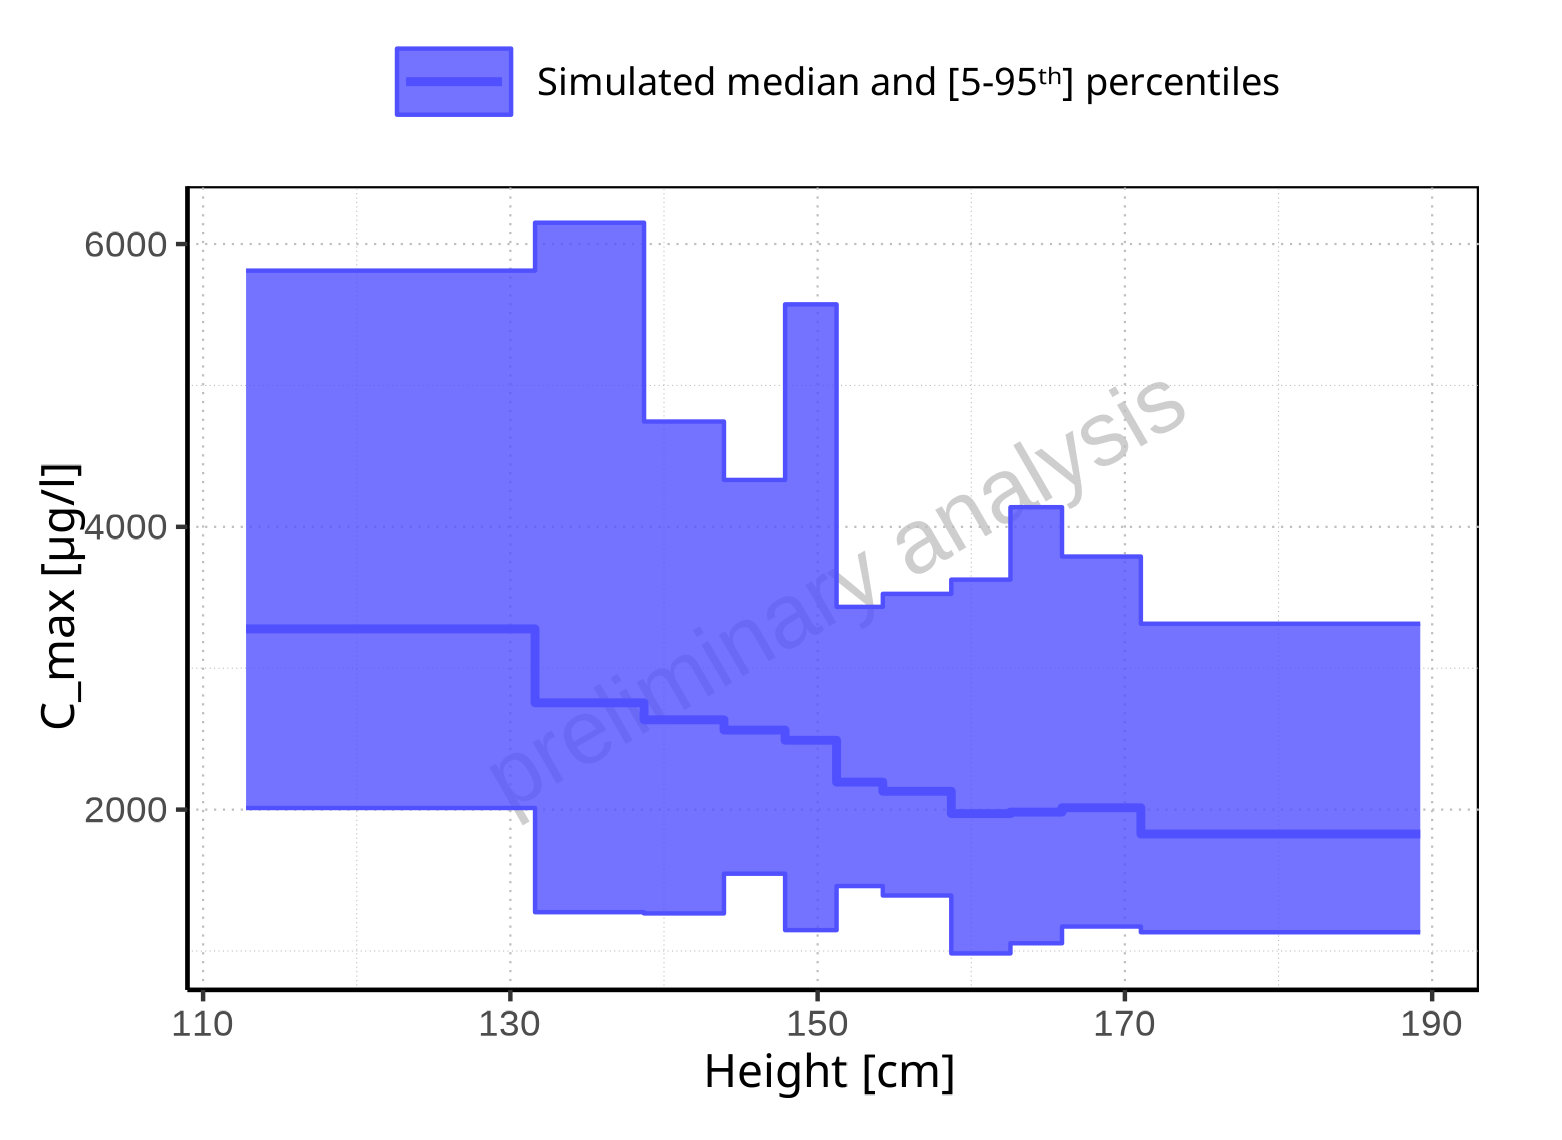 Simulated median and [5-95ᵗʰ] percentiles
6000
4000
2000
C_max [µg/l]
preliminary analysis
110 130 150 170 190
Height [cm]